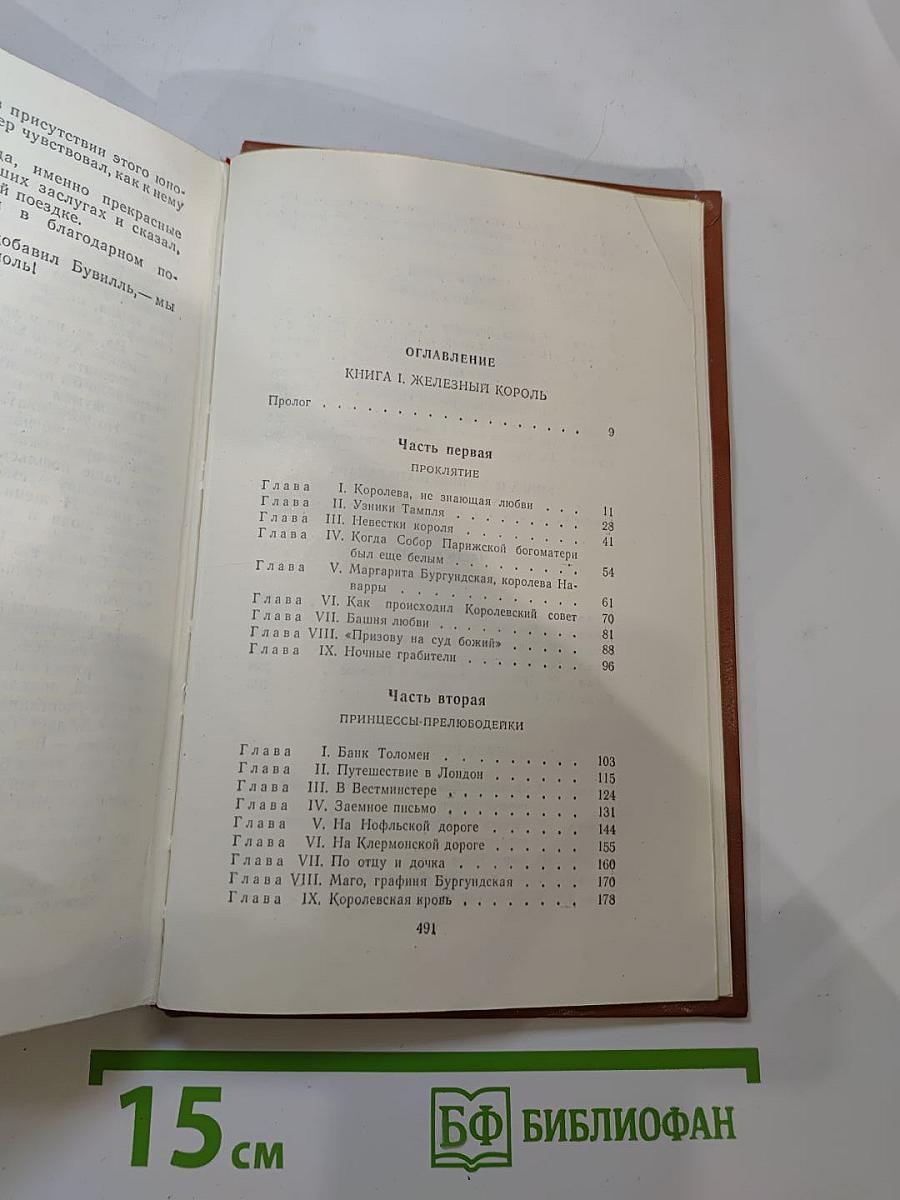 в присутствии этого юно-
ер чувствовал, как к нему
да, именно прекрасные
ших заслугах и сказал,
й поездке.
и в благодарном по-
обавил Бувилль,— мы
оль!
ОГЛАВЛЕНИЕ
КНИГА I. ЖЕЛЕЗНЫЙ КОРОЛЬ
Пролог . . . . . . . . . . . . . . . . . . 9
Часть первая
ПРОКЛЯТИЕ
Глава I. Королева, не знающая любви . . . 11
Глава II. Узники Тампля . . . . . . . . . 28
Глава III. Невестки короля . . . . . . . . 41
Глава IV. Когда Собор Парижской богоматери
был еще белым . . . . . . . . . 54
Глава V. Маргарита Бургундская, королева На-
варры . . . . . . . . . . . . 61
Глава VI. Как происходил Королевский совет 70
Глава VII. Башня любви . . . . . . . . . . 81
Глава VIII. «Призову на суд божий» . . . . . 88
Глава IX. Ночные грабители . . . . . . . . 96
Часть вторая
ПРИНЦЕССЫ-ПРЕЛЮБОДЕЙКИ
Глава I. Банк Толомеи . . . . . . . . . 103
Глава II. Путешествие в Лондон . . . . . . 115
Глава III. В Вестминстере . . . . . . . . . 124
Глава IV. Заемное письмо . . . . . . . . . 131
Глава V. На Нофльской дороге . . . . . . 144
Глава VI. На Клермонской дороге . . . . . . 155
Глава VII. По отцу и дочка . . . . . . . . 160
Глава VIII. Маго, графиня Бургундская . . . . 170
Глава IX. Королевская кровь . . . . . . . . 178
491
15 см
БФ БИБЛИОФАН